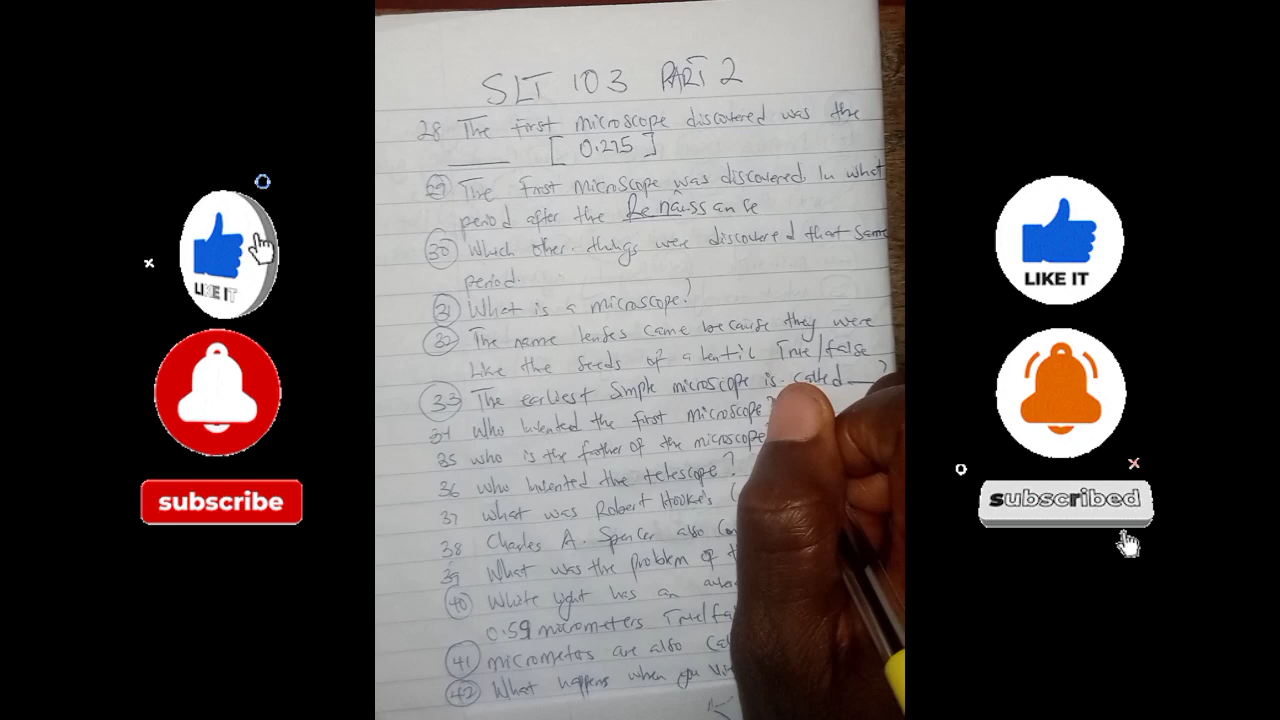 SLT 103 PART 2
28 The first microscope discovered was the
____ [ 0.275 ]
29 The First Microscope was discovered in what
period after the Renaissanse
30 Which other things were discovered that same
period.
31 What is a microscope?
32 The name lenses came because they were
Like the Seeds of a lentil True/false
33 The earliest Simple microscope is called ___?
34 Who invented the first microscope?
35 who is the father of the microscope?
36 who invented the telescope?
37 what was Robert Hooke's (
38 Charles A. Spencer also
39 What was the problem of
40 White light has an
0.59 micrometers True/fal
41 micrometers are also
42 What happens when you
LIKE IT
subscribe
LIKE IT
subscribed